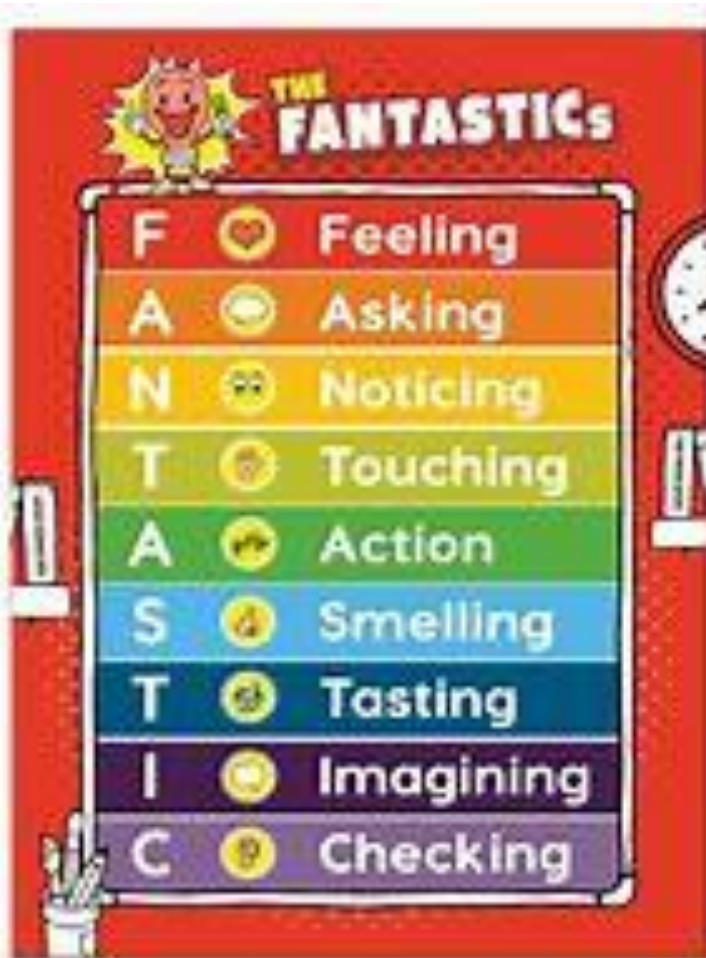 THE
FANTASTICs
F Feeling
A Asking
N Noticing
T Touching
A Action
S Smelling
T Tasting
I Imagining
C Checking